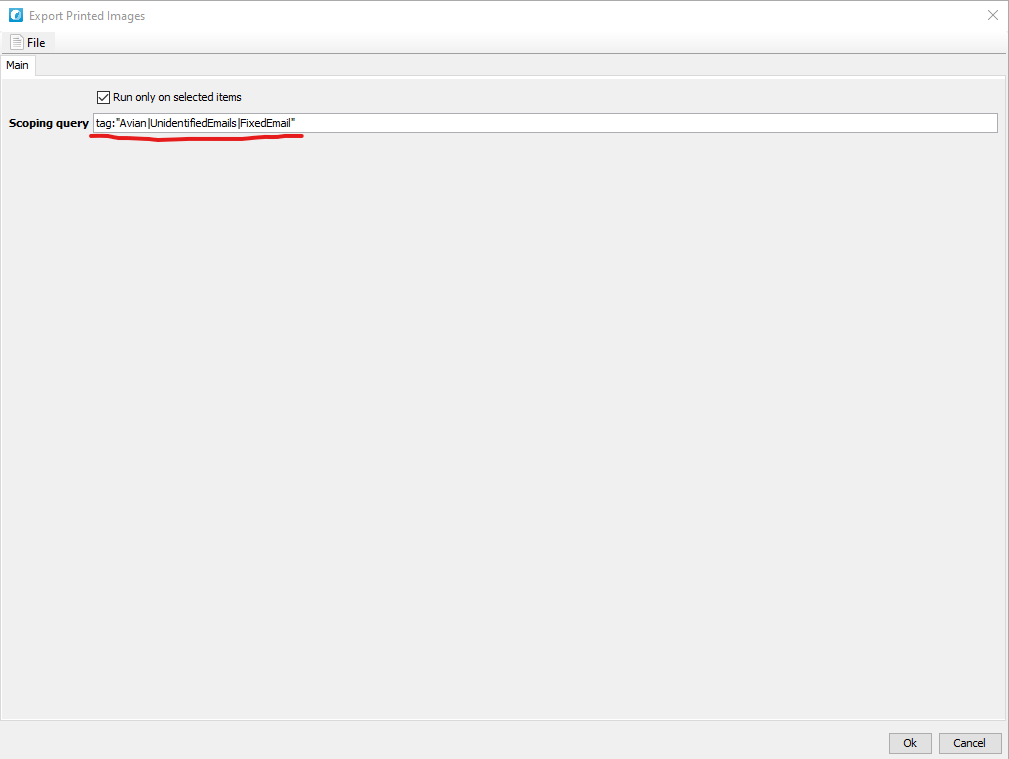 Export Printed Images
File
Main
Run only on selected items
Scoping query tag:"Avian|UnidentifiedEmails|FixedEmail"
Ok Cancel